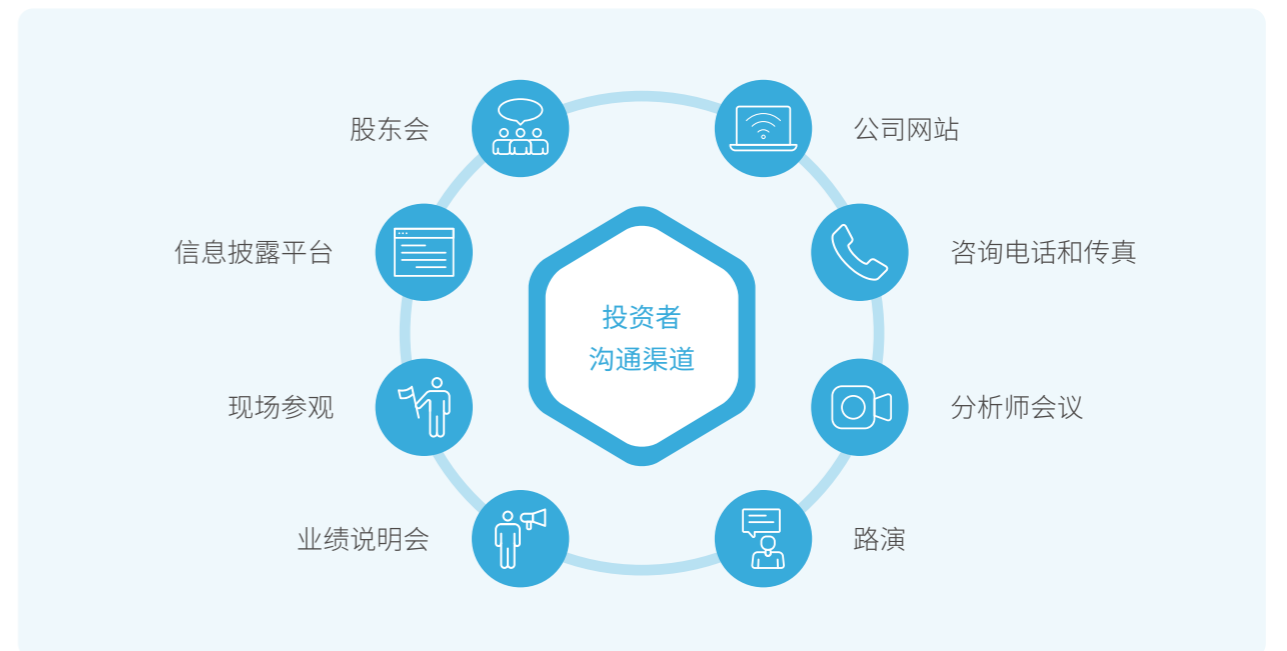 股东会
公司网站
信息披露平台
咨询电话和传真
投资者
沟通渠道
现场参观
分析师会议
业绩说明会
路演